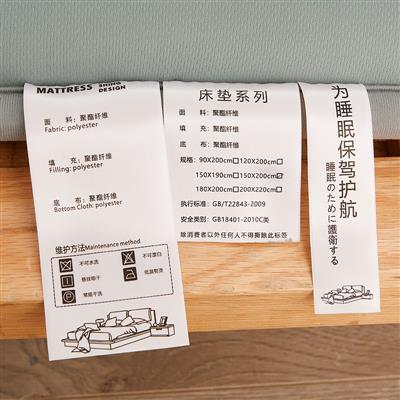 MATTRESS
DESIGN
面 料：聚酯纤维
Fabric: polyester
填 充：聚酯纤维
Filling: polyester
底 布：聚酯纤维
Bottom Cloth: polyester
维护方法Maintenance method
不可水洗
不可漂白
悬挂晾干
低温熨烫
常规干洗
床垫系列
面 料：聚酯纤维
填 充：聚酯纤维
底 布：聚酯纤维
规格：90X200cm□120X200cm□
150X190cm□150X200cm☑
180X200cm□200X220cm□
执行标准：GB/T22843-2009
安全类别：GB18401-2010C类
除消费者以外任何人不得撕除此标签
为睡眠保驾护航
睡眠のために護衛する